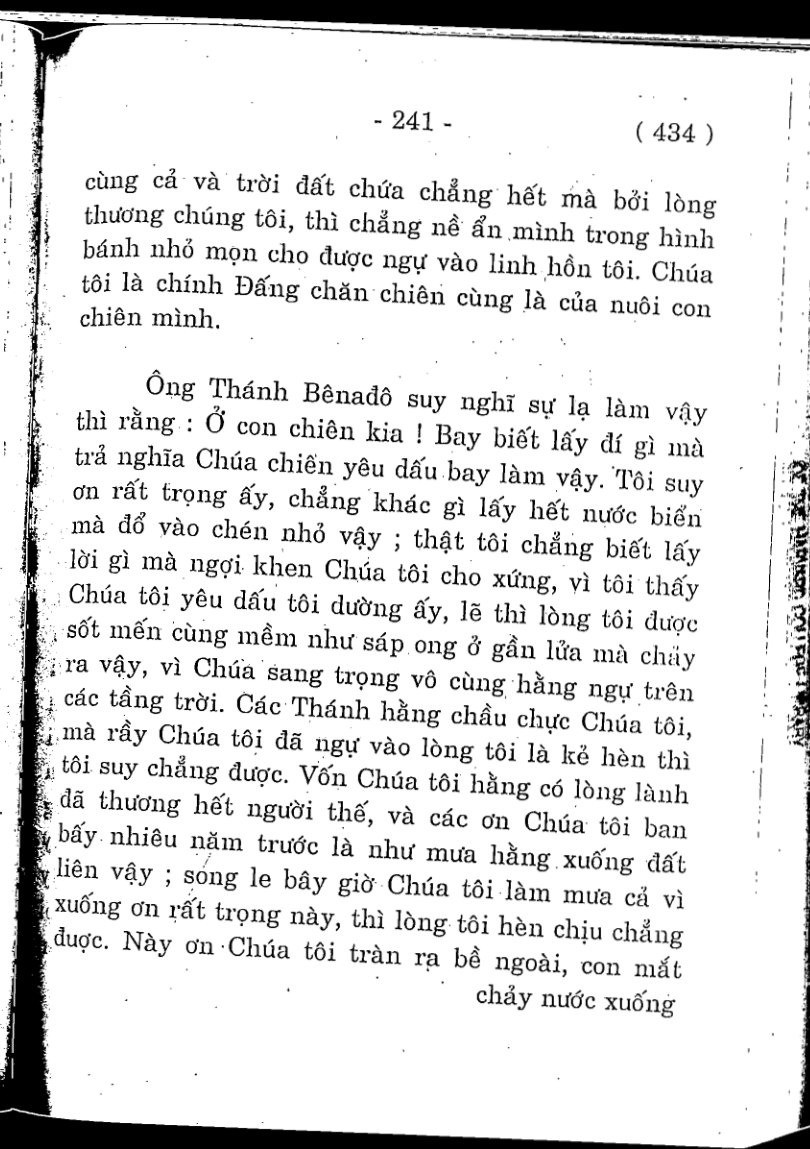 - 241 -
( 434 )
cùng cả và trời đất chứa chẳng hết mà bởi lòng
thương chúng tôi, thì chẳng nề ẩn mình trong hình
bánh nhỏ mọn cho được ngự vào linh hồn tôi. Chúa
tôi là chính Đấng chăn chiên cùng là của nuôi con
chiên mình.
Ông Thánh Bênađô suy nghĩ sự lạ làm vậy
thì rằng : Ở con chiên kia ! Bay biết lấy đí gì mà
trả nghĩa Chúa chiên yêu dấu bay làm vậy. Tôi suy
ơn rất trọng ấy, chẳng khác gì lấy hết nước biển
mà đổ vào chén nhỏ vậy ; thật tôi chẳng biết lấy
lời gì mà ngợi khen Chúa tôi cho xứng, vì tôi thấy
Chúa tôi yêu dấu tôi dường ấy, lẽ thì lòng tôi được
sốt mến cùng mềm như sáp ong ở gần lửa mà chảy
ra vậy, vì Chúa sang trọng vô cùng hằng ngự trên
các tầng trời. Các Thánh hằng chầu chực Chúa tôi,
mà rầy Chúa tôi đã ngự vào lòng tôi là kẻ hèn thì
tôi suy chẳng được. Vốn Chúa tôi hằng có lòng lành
đã thương hết người thế, và các ơn Chúa tôi ban
bấy nhiêu năm trước là như mưa hằng xuống đất
liên vậy ; song le bây giờ Chúa tôi làm mưa cả vì
xuống ơn rất trọng này, thì lòng tôi hèn chịu chẳng
đuợc. Này ơn Chúa tôi tràn ra bề ngoài, con mắt
chảy nước xuống